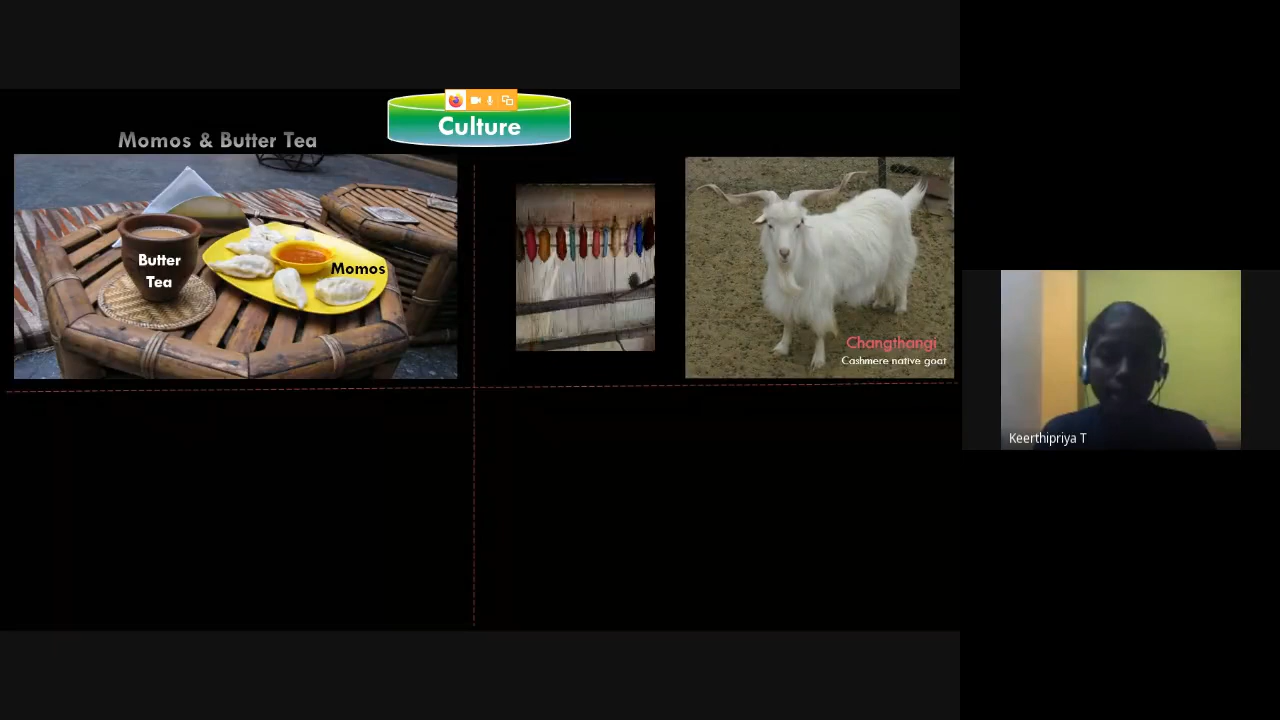 Culture
Momos & Butter Tea
Butter
Tea
Momos
Changthangi
Cashmere native goat
Keerthipriya T